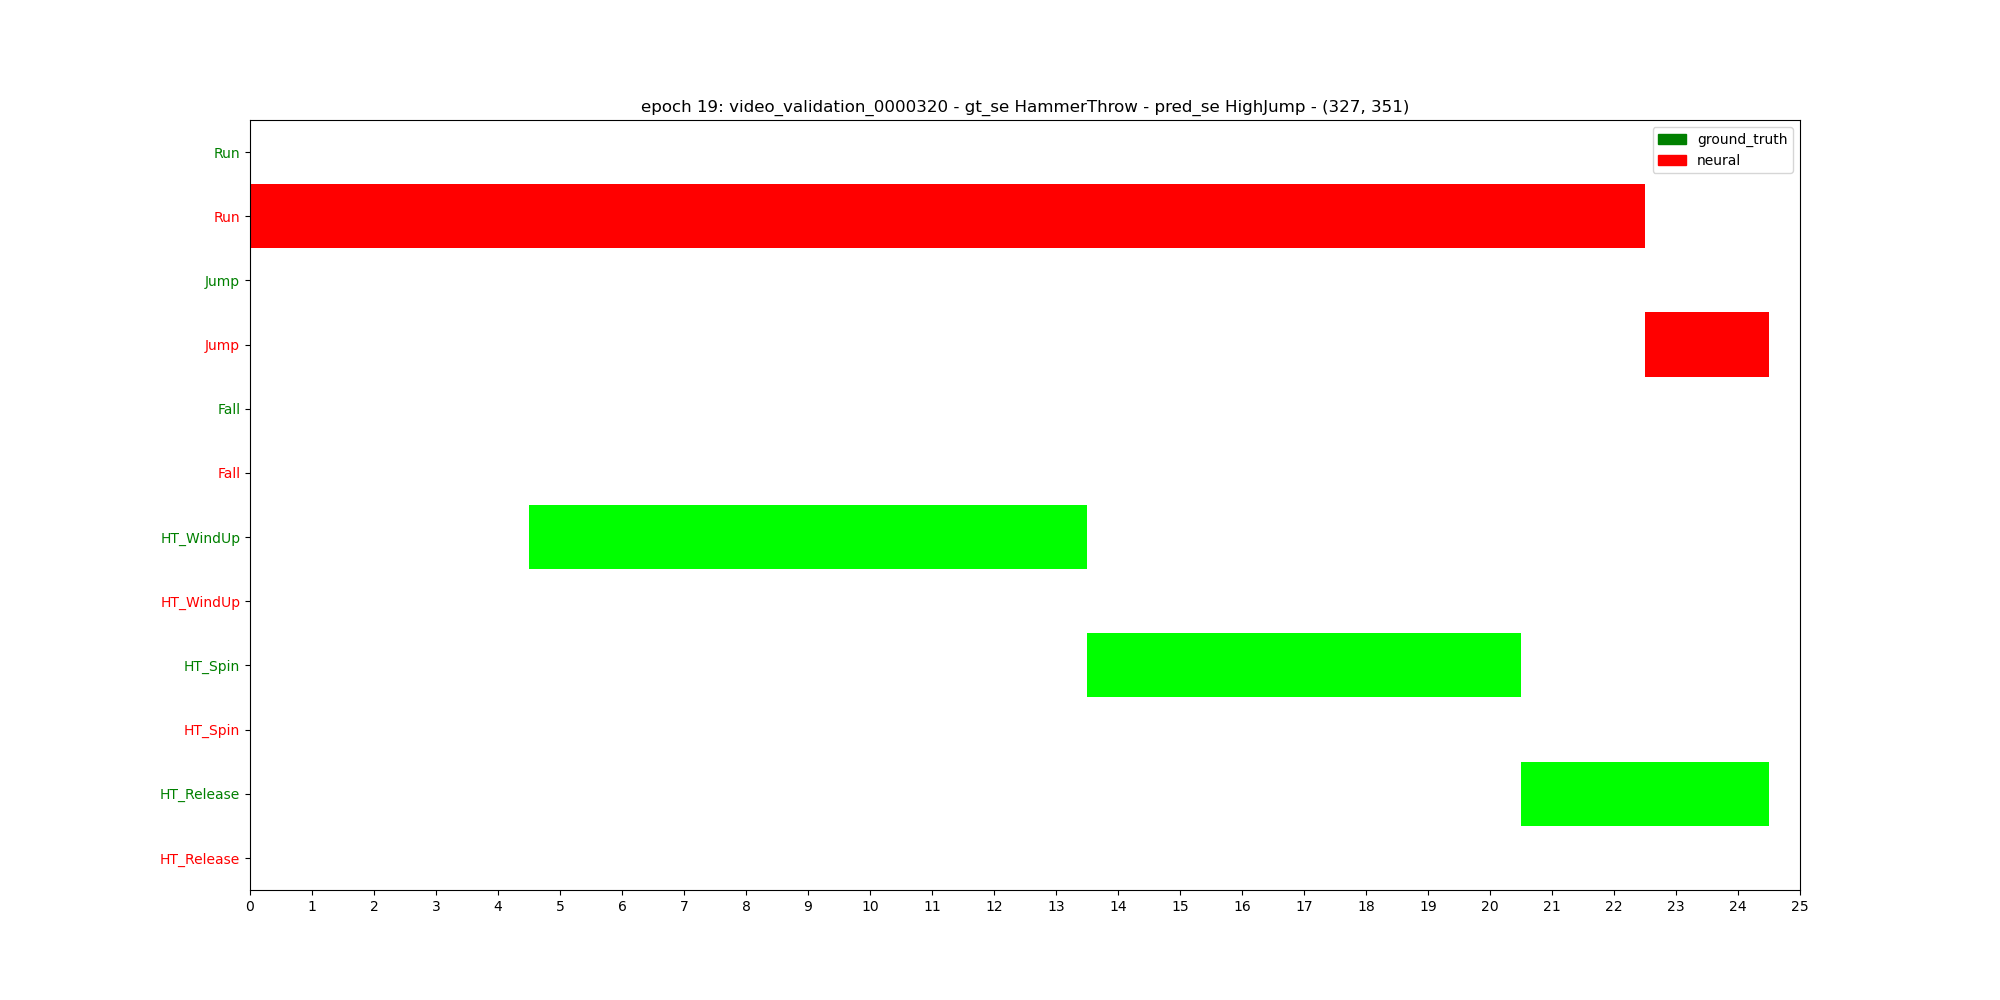 epoch 19: video_validation_0000320 - gt_se HammerThrow - pred_se HighJump - (327, 351)
ground_truth
neural
Run
Run
Jump
Jump
Fall
Fall
HT_WindUp
HT_WindUp
HT_Spin
HT_Spin
HT_Release
HT_Release
0 1 2 3 4 5 6 7 8 9 10 11 12 13 14 15 16 17 18 19 20 21 22 23 24 25